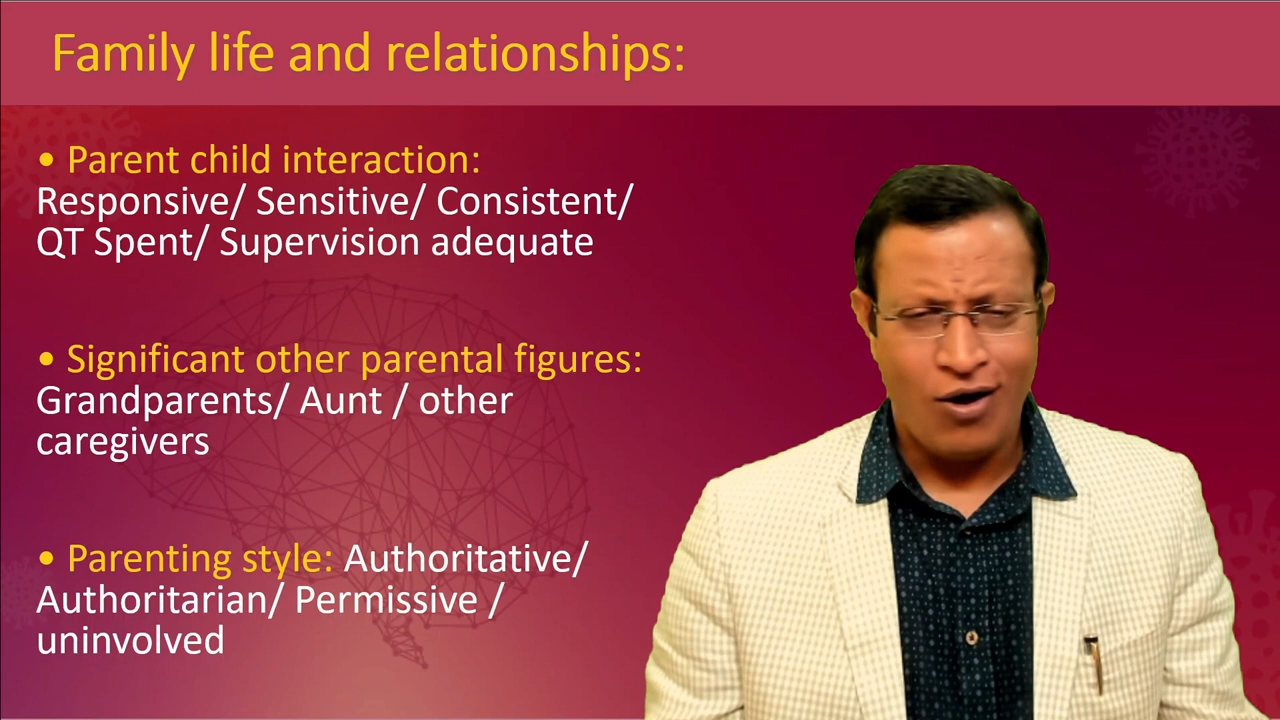 Family life and relationships:
• Parent child interaction:
Responsive/ Sensitive/ Consistent/
QT Spent/ Supervision adequate
• Significant other parental figures:
Grandparents/ Aunt / other
caregivers
• Parenting style: Authoritative/
Authoritarian/ Permissive /
uninvolved